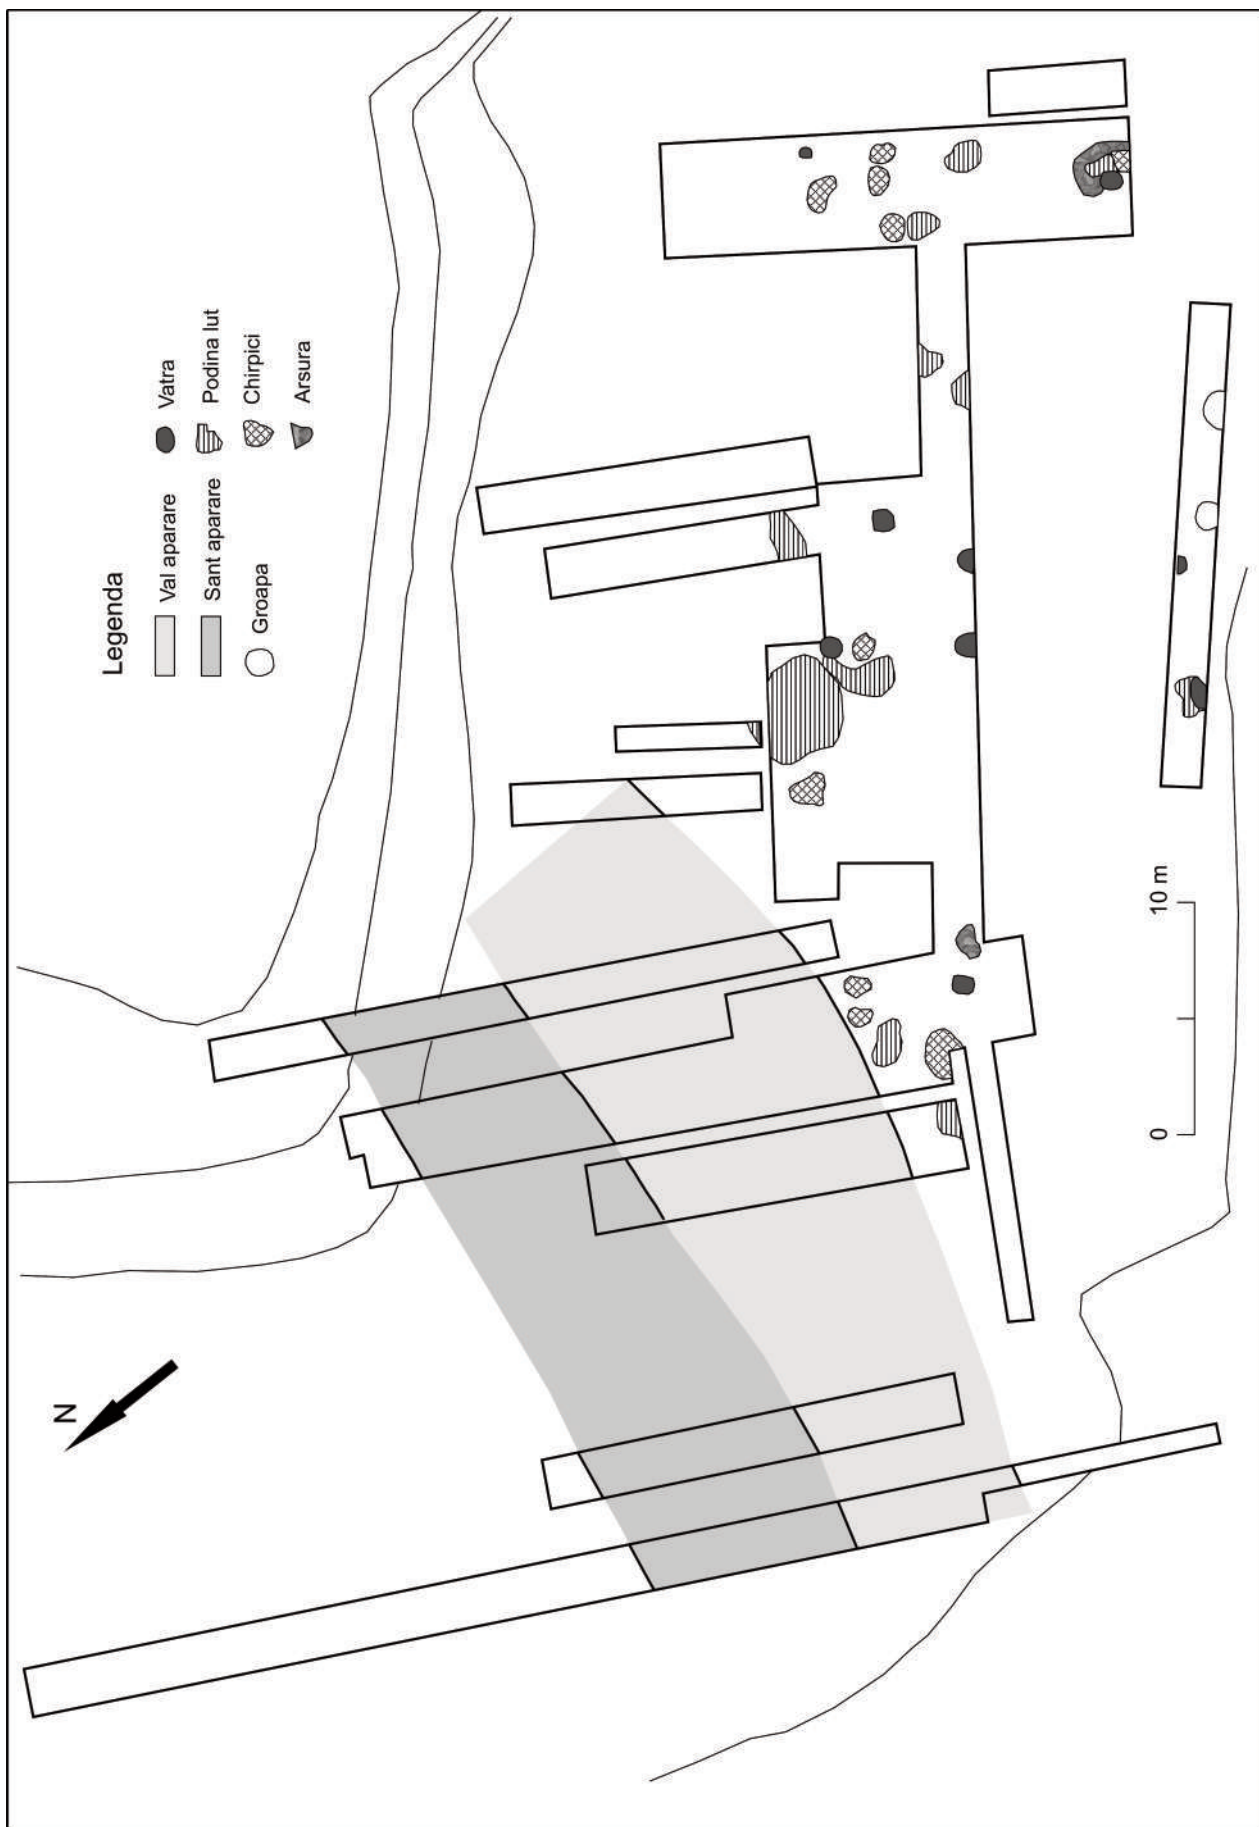 Legenda
Val aparare
Sant aparare
Groapa
Vatra
Podina lut
Chirpici
Arsura
N
0
10 m